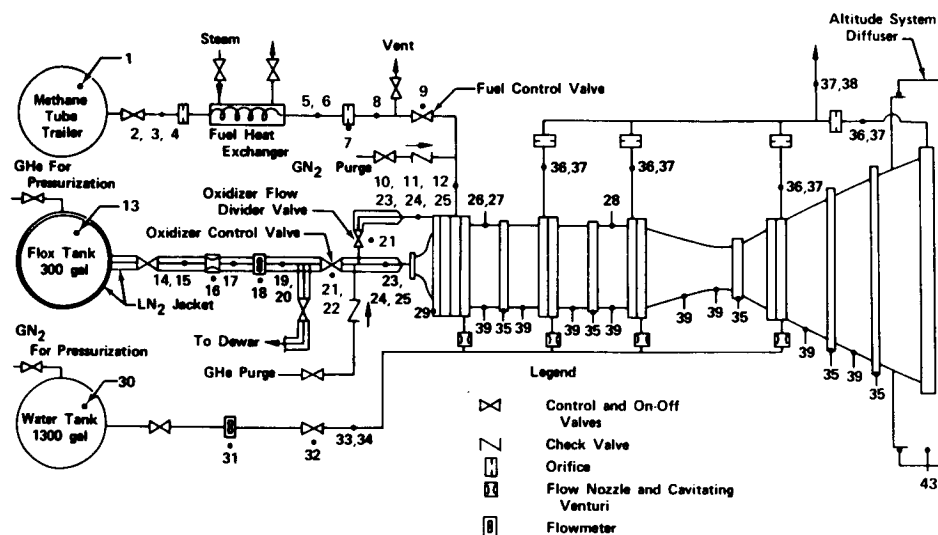 Altitude System
Diffuser
Steam
Vent
1
Methane
Tube
Trailer
2, 3, 4
Fuel Heat
Exchanger
5, 6
7
8
9
Fuel Control Valve
37,38
36,37
GN2
Purge
10, 11, 12
23, 24, 25
GHe For
Pressurization
13
Flox Tank
300 gal
LN2 Jacket
Oxidizer Flow
Divider Valve
Oxidizer Control Valve
21
14, 15
16
17
18
19,
20
21,
22
23,
24, 25
26,27
28
29
36,37
36,37
36,37
39
35
39
39
35
39
39
39
35
39
35
39
35
To Dewar
GHe Purge
GN2
For Pressurization
30
Water Tank
1300 gal
31
32
33,34
43
Legend
Control and On-Off
Valves
Check Valve
Orifice
Flow Nozzle and Cavitating
Venturi
Flowmeter